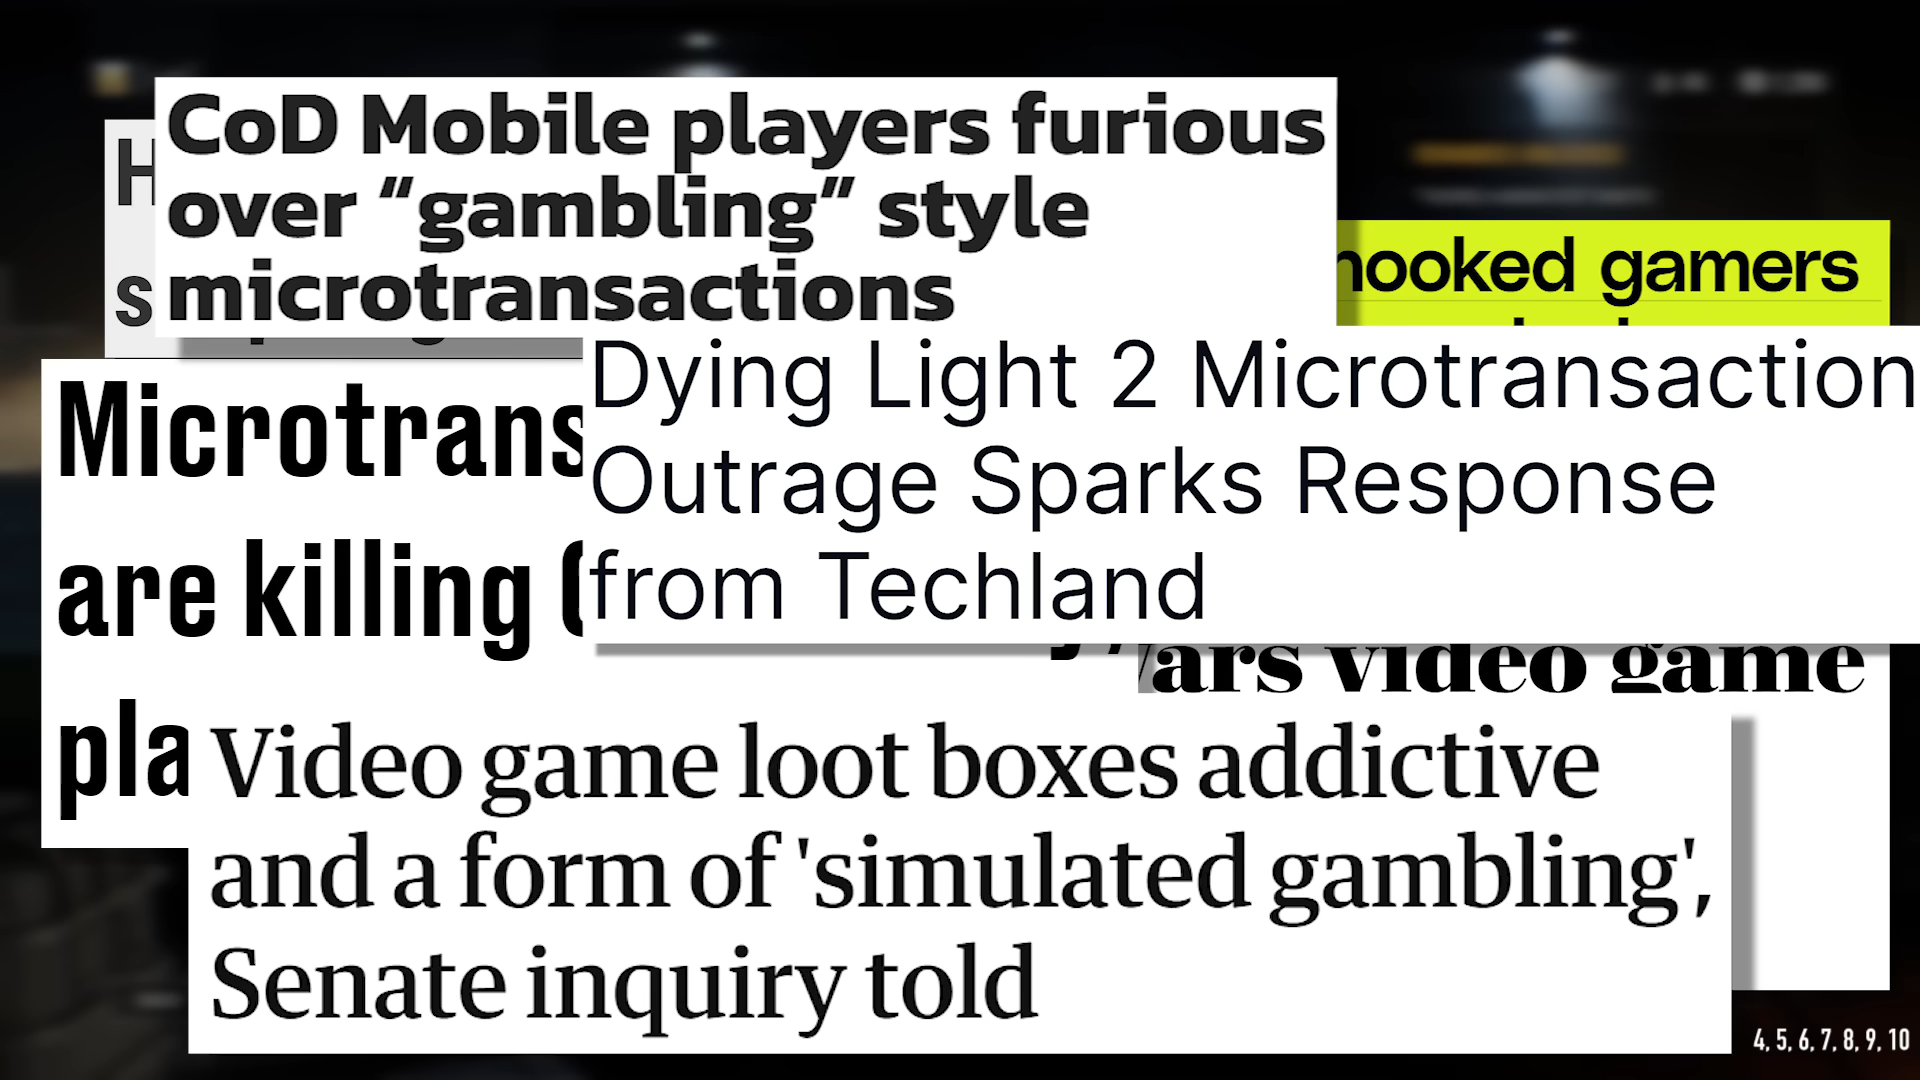 CoD Mobile players furious
over “gambling” style
microtransactions
H
s
hooked gamers
Dying Light 2 Microtransaction
Outrage Sparks Response
from Techland
Microtrans
are killing
pla
ars video game
Video game loot boxes addictive
and a form of 'simulated gambling',
Senate inquiry told
4, 5, 6, 7, 8, 9, 10